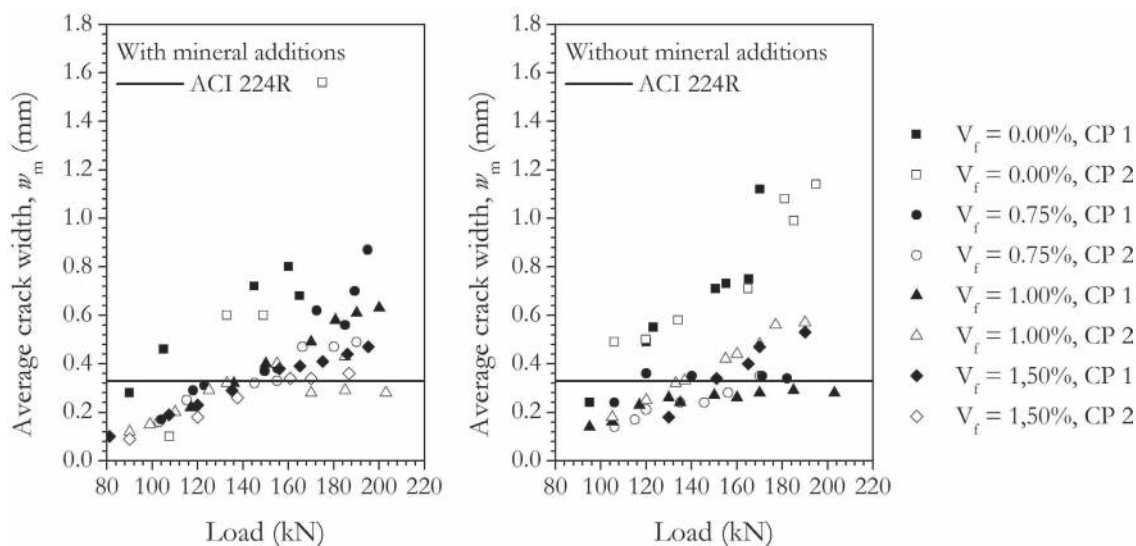 1.8
1.6
1.4
1.2
1.0
0.8
0.6
0.4
0.2
0.0
Average crack width, w_m (mm)
With mineral additions
ACI 224R
80 100 120 140 160 180 200 220
Load (kN)
1.8
1.6
1.4
1.2
1.0
0.8
0.6
0.4
0.2
0.0
Average crack width, w_m (mm)
Without mineral additions
ACI 224R
80 100 120 140 160 180 200 220
Load (kN)
V_f = 0.00%, CP 1
V_f = 0.00%, CP 2
V_f = 0.75%, CP 1
V_f = 0.75%, CP 2
V_f = 1.00%, CP 1
V_f = 1.00%, CP 2
V_f = 1,50%, CP 1
V_f = 1,50%, CP 2